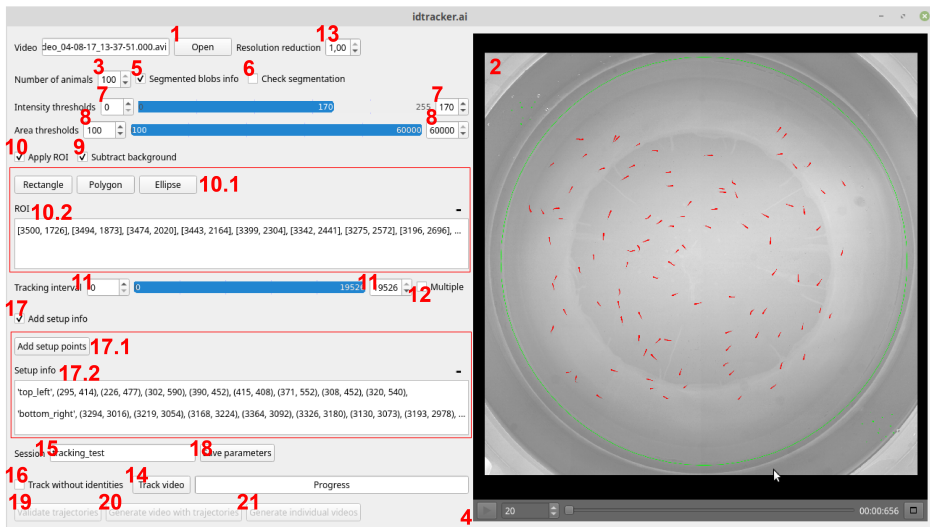 idtracker.ai
1 13
Video deo_04-08-17_13-37-51.000.avi Open Resolution reduction 1,00
2
3 5 6
Number of animals 100 Segmented blobs info Check segmentation
7 7
Intensity thresholds 0 0 170 255 170
8 8
Area thresholds 100 100 60000 60000
10 9
Apply ROI Subtract background
Rectangle Polygon Ellipse 10.1
ROI 10.2 -
[3500, 1726], [3494, 1873], [3474, 2020], [3443, 2164], [3399, 2304], [3342, 2441], [3275, 2572], [3196, 2696], ...
11 11
Tracking interval 0 0 19526 19526 12 Multiple
17
Add setup info
Add setup points 17.1
Setup info 17.2 -
'top_left', (295, 414), (226, 477), (302, 590), (390, 452), (415, 408), (371, 552), (308, 452), (320, 540),
'bottom_right', (3294, 3016), (3219, 3054), (3168, 3224), (3364, 3092), (3326, 3180), (3130, 3073), (3193, 2978), ...
15 18
Session tracking_test Save parameters
16 14
Track without identities Track video Progress
19 20 21
Validate trajectories Generate video with trajectories Generate individual videos
4 20 00:00:656